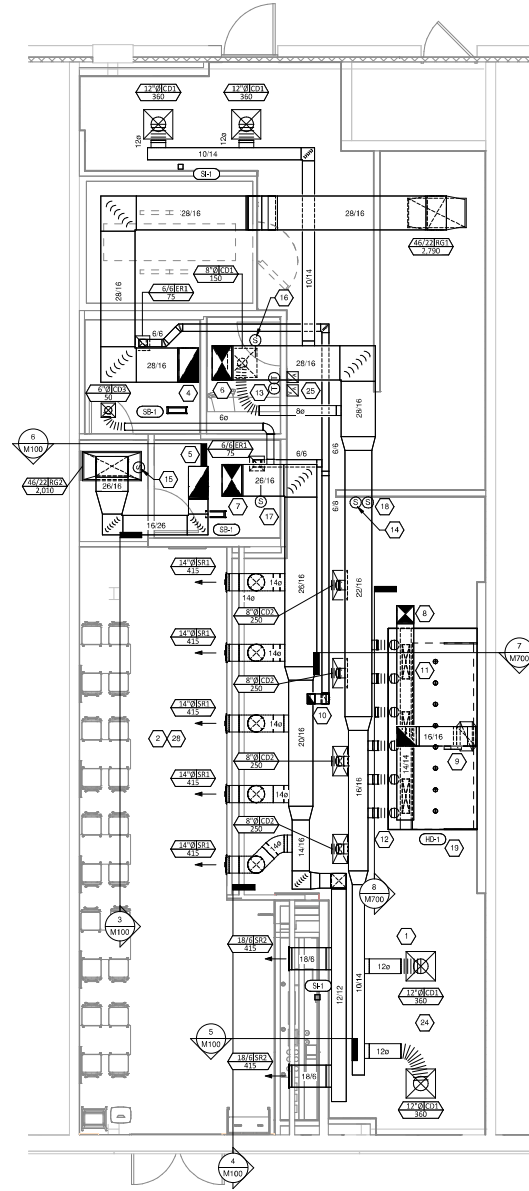 12"Ø CD1
360
12"Ø CD1
360
12ø
12ø
10/14
SI-1
28/16
28/16
46/22 RG1
2,790
8"Ø CD1
150
10/14
28/16
6/6 ER1
75
16
6/6
S
28/16
4
6
28/16
T
T
13
25
6"Ø CD3
50
SB-1
8ø
28/16
6ø
6
M100
5
6/6 ER1
75
6/6
6/6
46/22 RG2
2,010
26/16
15
26/16
7
S
17
6/8
S
S
18
14
16/26
SB-1
14"Ø SR1
415
14ø
14ø
26/16
22/16
8"Ø CD2
250
8
14"Ø SR1
415
14ø
7
M700
8"Ø CD2
250
11
14"Ø SR1
415
14ø
10
2
28
20/16
16/16
9
8"Ø CD2
250
14/14
16/16
14"Ø SR1
415
14ø
8"Ø CD2
250
12
HD-1
19
14"Ø SR1
415
14ø
14/16
8
M700
3
M100
1
18/6 SR2
415
18/6
12ø
12"Ø CD1
360
SI-1
12/12
10/14
24
5
M100
12ø
18/6 SR2
415
18/6
12"Ø CD1
360
4
M100